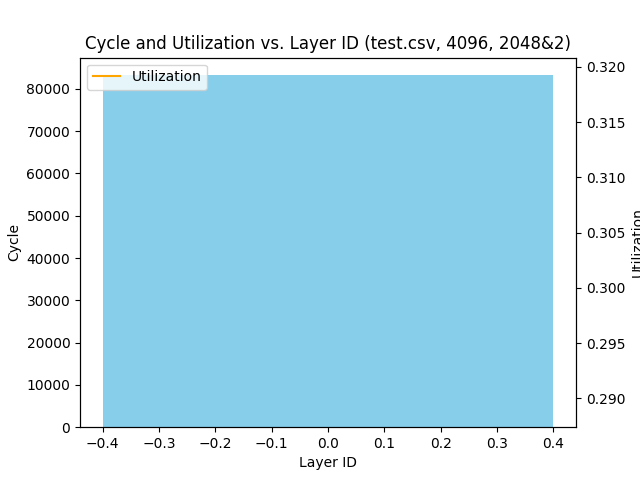 Cycle and Utilization vs. Layer ID (test.csv, 4096, 2048&2)
Utilization
80000
70000
60000
50000
40000
30000
20000
10000
0
Cycle
0.320
0.315
0.310
0.305
0.300
0.295
0.290
Utilization
−0.4 −0.3 −0.2 −0.1 0.0 0.1 0.2 0.3 0.4
Layer ID